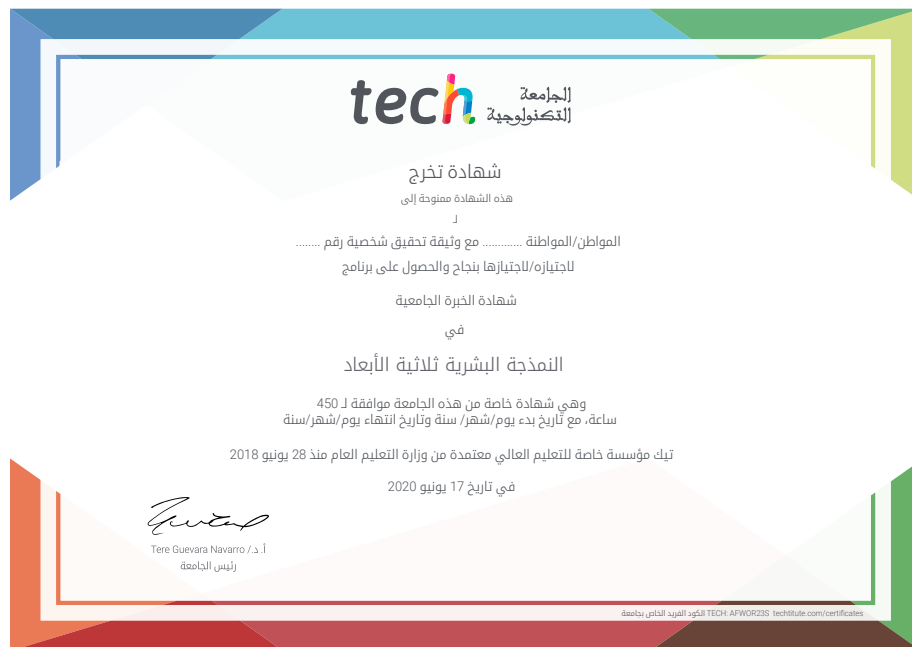 tech الجامعة
التكنولوجية
شهادة تخرج
هذه الشهادة ممنوحة إلى
لـ
المواطن/المواطنة ............. مع وثيقة تحقيق شخصية رقم ........
لاجتيازه/لاجتيازها بنجاح والحصول على برنامج
شهادة الخبرة الجامعية
في
النمذجة البشرية ثلاثية الأبعاد
وهي شهادة خاصة من هذه الجامعة موافقة لـ 450
ساعة، مع تاريخ بدء يوم/شهر/ سنة وتاريخ انتهاء يوم/شهر/سنة
تيك مؤسسة خاصة للتعليم العالي معتمدة من وزارة التعليم العام منذ 28 يونيو 2018
في تاريخ 17 يونيو 2020
أ. د./ Tere Guevara Navarro
رئيس الجامعة
الكود الفريد الخاص بجامعة TECH: AFWOR23S techtitute.com/certificates